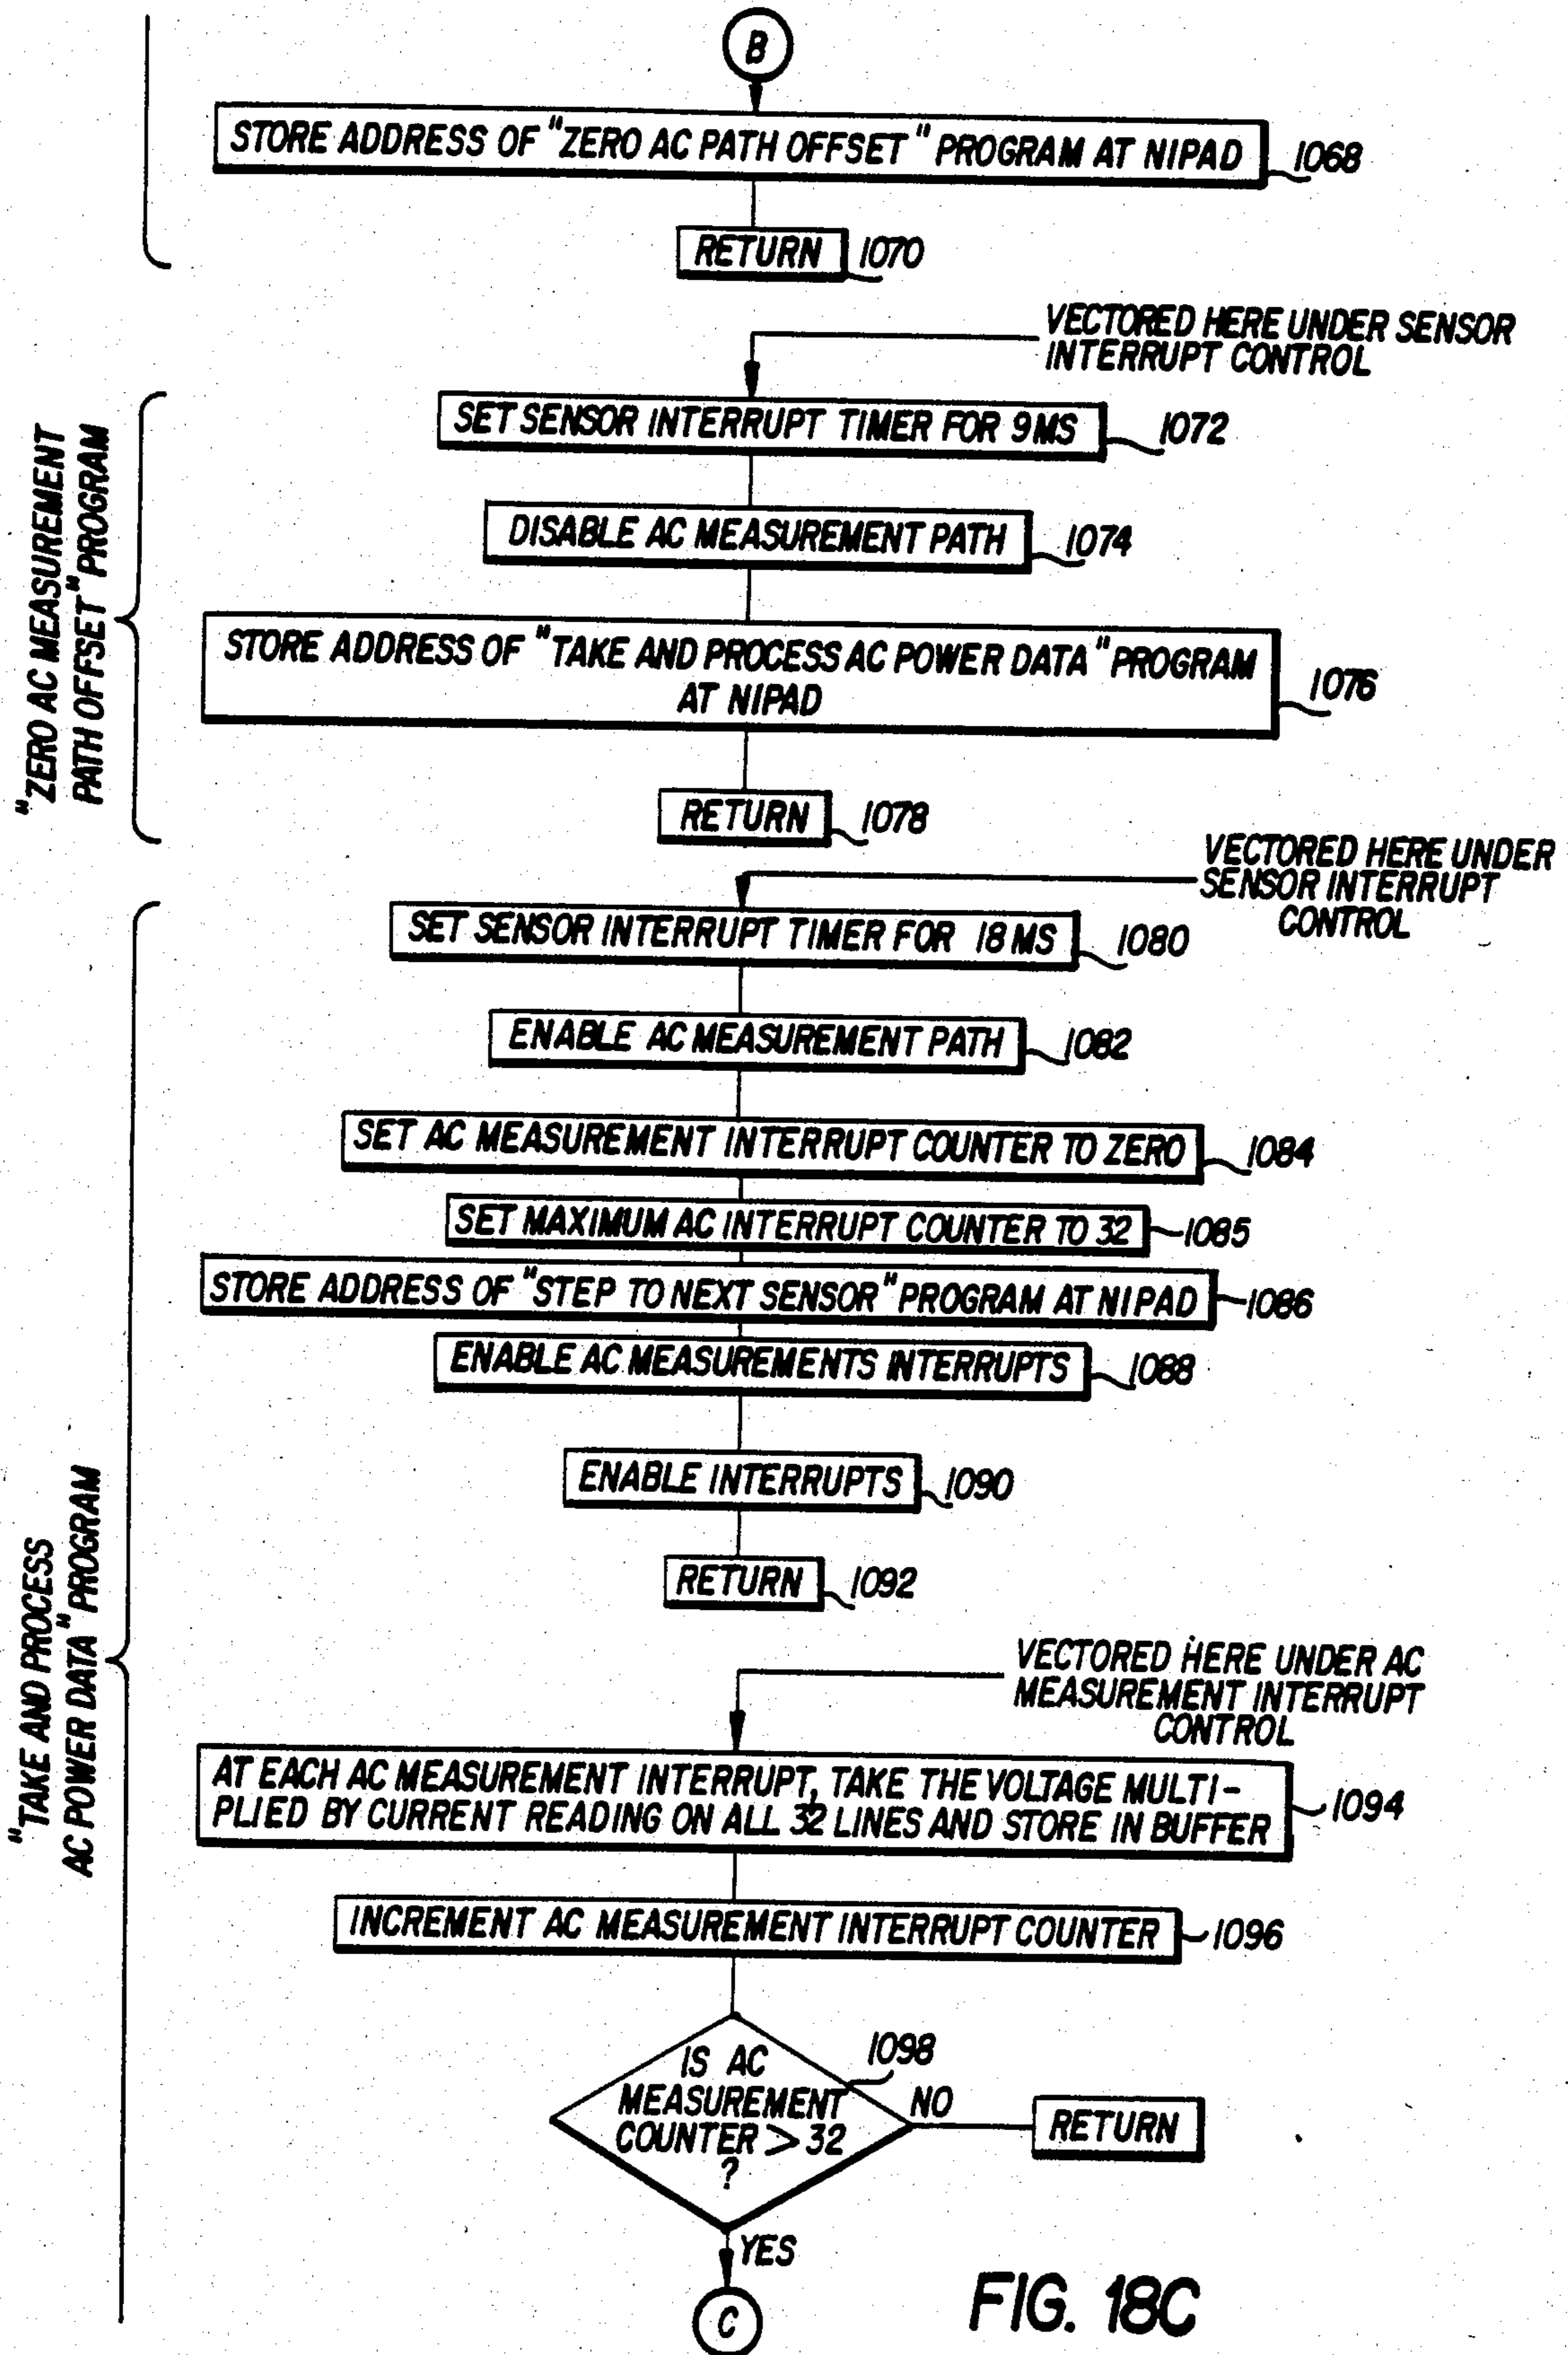 B
STORE ADDRESS OF "ZERO AC PATH OFFSET" PROGRAM AT NIPAD
1068
RETURN
1070
VECTORED HERE UNDER SENSOR
INTERRUPT CONTROL
"ZERO AC MEASUREMENT
PATH OFFSET" PROGRAM
SET SENSOR INTERRUPT TIMER FOR 9 MS
1072
DISABLE AC MEASUREMENT PATH
1074
STORE ADDRESS OF "TAKE AND PROCESS AC POWER DATA" PROGRAM
AT NIPAD
1076
RETURN
1078
VECTORED HERE UNDER
SENSOR INTERRUPT
CONTROL
"TAKE AND PROCESS
AC POWER DATA" PROGRAM
SET SENSOR INTERRUPT TIMER FOR 18 MS
1080
ENABLE AC MEASUREMENT PATH
1082
SET AC MEASUREMENT INTERRUPT COUNTER TO ZERO
1084
SET MAXIMUM AC INTERRUPT COUNTER TO 32
1085
STORE ADDRESS OF "STEP TO NEXT SENSOR" PROGRAM AT NIPAD
1086
ENABLE AC MEASUREMENTS INTERRUPTS
1088
ENABLE INTERRUPTS
1090
RETURN
1092
VECTORED HERE UNDER AC
MEASUREMENT INTERRUPT
CONTROL
AT EACH AC MEASUREMENT INTERRUPT, TAKE THE VOLTAGE MULTI-
PLIED BY CURRENT READING ON ALL 32 LINES AND STORE IN BUFFER
1094
INCREMENT AC MEASUREMENT INTERRUPT COUNTER
1096
IS AC
MEASUREMENT
COUNTER > 32
?
1098
NO
RETURN
YES
C
FIG. 18C